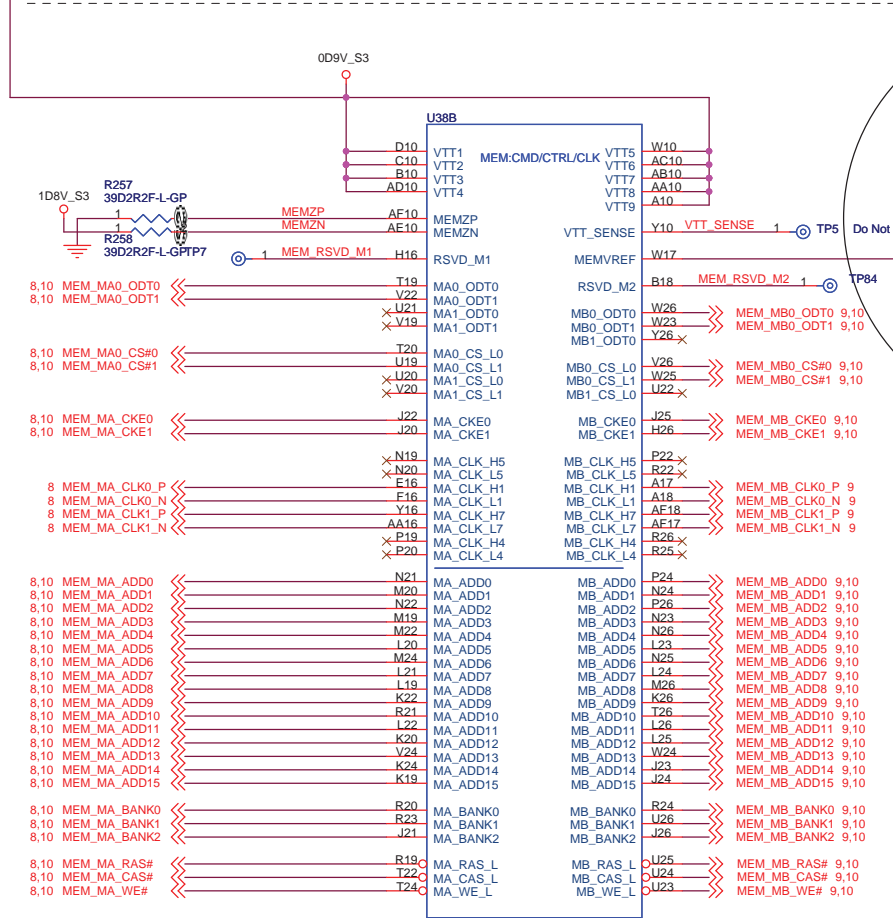 0D9V_S3
U38B
MEM:CMD/CTRL/CLK
D10 VTT1 VTT5 W10
C10 VTT2 VTT6 AC10
B10 VTT3 VTT7 AB10
AD10 VTT4 VTT8 AA10
VTT9 A10
R257
39D2R2F-L-GP
1D8V_S3
1 MEMZP AF10 MEMZP
1 MEMZN AE10 MEMZN VTT_SENSE Y10 VTT_SENSE 1 TP5 Do Not
R258
39D2R2F-L-GP TP7
1 MEM_RSVD_M1 H16 RSVD_M1 MEMVREF W17
8,10 MEM_MA0_ODT0 T19 MA0_ODT0 RSVD_M2 B18 MEM_RSVD_M2 1 TP84
8,10 MEM_MA0_ODT1 V22 MA0_ODT1
U21 MA1_ODT0 MB0_ODT0 W26 MEM_MB0_ODT0 9,10
V19 MA1_ODT1 MB0_ODT1 W23 MEM_MB0_ODT1 9,10
MB1_ODT0 Y26
8,10 MEM_MA0_CS#0 T20 MA0_CS_L0
8,10 MEM_MA0_CS#1 U19 MA0_CS_L1 MB0_CS_L0 V26 MEM_MB0_CS#0 9,10
U20 MA1_CS_L0 MB0_CS_L1 W25 MEM_MB0_CS#1 9,10
V20 MA1_CS_L1 MB1_CS_L0 U22
8,10 MEM_MA_CKE0 J22 MA_CKE0 MB_CKE0 J25 MEM_MB_CKE0 9,10
8,10 MEM_MA_CKE1 J20 MA_CKE1 MB_CKE1 H26 MEM_MB_CKE1 9,10
N19 MA_CLK_H5 MB_CLK_H5 P22
N20 MA_CLK_L5 MB_CLK_L5 R22
8 MEM_MA_CLK0_P E16 MA_CLK_H1 MB_CLK_H1 A17 MEM_MB_CLK0_P 9
8 MEM_MA_CLK0_N F16 MA_CLK_L1 MB_CLK_L1 A18 MEM_MB_CLK0_N 9
8 MEM_MA_CLK1_P Y16 MA_CLK_H7 MB_CLK_H7 AF18 MEM_MB_CLK1_P 9
8 MEM_MA_CLK1_N AA16 MA_CLK_L7 MB_CLK_L7 AF17 MEM_MB_CLK1_N 9
P19 MA_CLK_H4 MB_CLK_H4 R26
P20 MA_CLK_L4 MB_CLK_L4 R25
8,10 MEM_MA_ADD0 N21 MA_ADD0 MB_ADD0 P24 MEM_MB_ADD0 9,10
8,10 MEM_MA_ADD1 M20 MA_ADD1 MB_ADD1 N24 MEM_MB_ADD1 9,10
8,10 MEM_MA_ADD2 N22 MA_ADD2 MB_ADD2 P26 MEM_MB_ADD2 9,10
8,10 MEM_MA_ADD3 M19 MA_ADD3 MB_ADD3 N23 MEM_MB_ADD3 9,10
8,10 MEM_MA_ADD4 M22 MA_ADD4 MB_ADD4 N26 MEM_MB_ADD4 9,10
8,10 MEM_MA_ADD5 L20 MA_ADD5 MB_ADD5 L23 MEM_MB_ADD5 9,10
8,10 MEM_MA_ADD6 M24 MA_ADD6 MB_ADD6 N25 MEM_MB_ADD6 9,10
8,10 MEM_MA_ADD7 L21 MA_ADD7 MB_ADD7 L24 MEM_MB_ADD7 9,10
8,10 MEM_MA_ADD8 L19 MA_ADD8 MB_ADD8 M26 MEM_MB_ADD8 9,10
8,10 MEM_MA_ADD9 K22 MA_ADD9 MB_ADD9 K26 MEM_MB_ADD9 9,10
8,10 MEM_MA_ADD10 R21 MA_ADD10 MB_ADD10 T26 MEM_MB_ADD10 9,10
8,10 MEM_MA_ADD11 L22 MA_ADD11 MB_ADD11 L26 MEM_MB_ADD11 9,10
8,10 MEM_MA_ADD12 K20 MA_ADD12 MB_ADD12 L25 MEM_MB_ADD12 9,10
8,10 MEM_MA_ADD13 V24 MA_ADD13 MB_ADD13 W24 MEM_MB_ADD13 9,10
8,10 MEM_MA_ADD14 K24 MA_ADD14 MB_ADD14 J23 MEM_MB_ADD14 9,10
8,10 MEM_MA_ADD15 K19 MA_ADD15 MB_ADD15 J24 MEM_MB_ADD15 9,10
8,10 MEM_MA_BANK0 R20 MA_BANK0 MB_BANK0 R24 MEM_MB_BANK0 9,10
8,10 MEM_MA_BANK1 R23 MA_BANK1 MB_BANK1 U26 MEM_MB_BANK1 9,10
8,10 MEM_MA_BANK2 J21 MA_BANK2 MB_BANK2 J26 MEM_MB_BANK2 9,10
8,10 MEM_MA_RAS# R19 MA_RAS_L MB_RAS_L U25 MEM_MB_RAS# 9,10
8,10 MEM_MA_CAS# T22 MA_CAS_L MB_CAS_L U24 MEM_MB_CAS# 9,10
8,10 MEM_MA_WE# T24 MA_WE_L MB_WE_L U23 MEM_MB_WE# 9,10